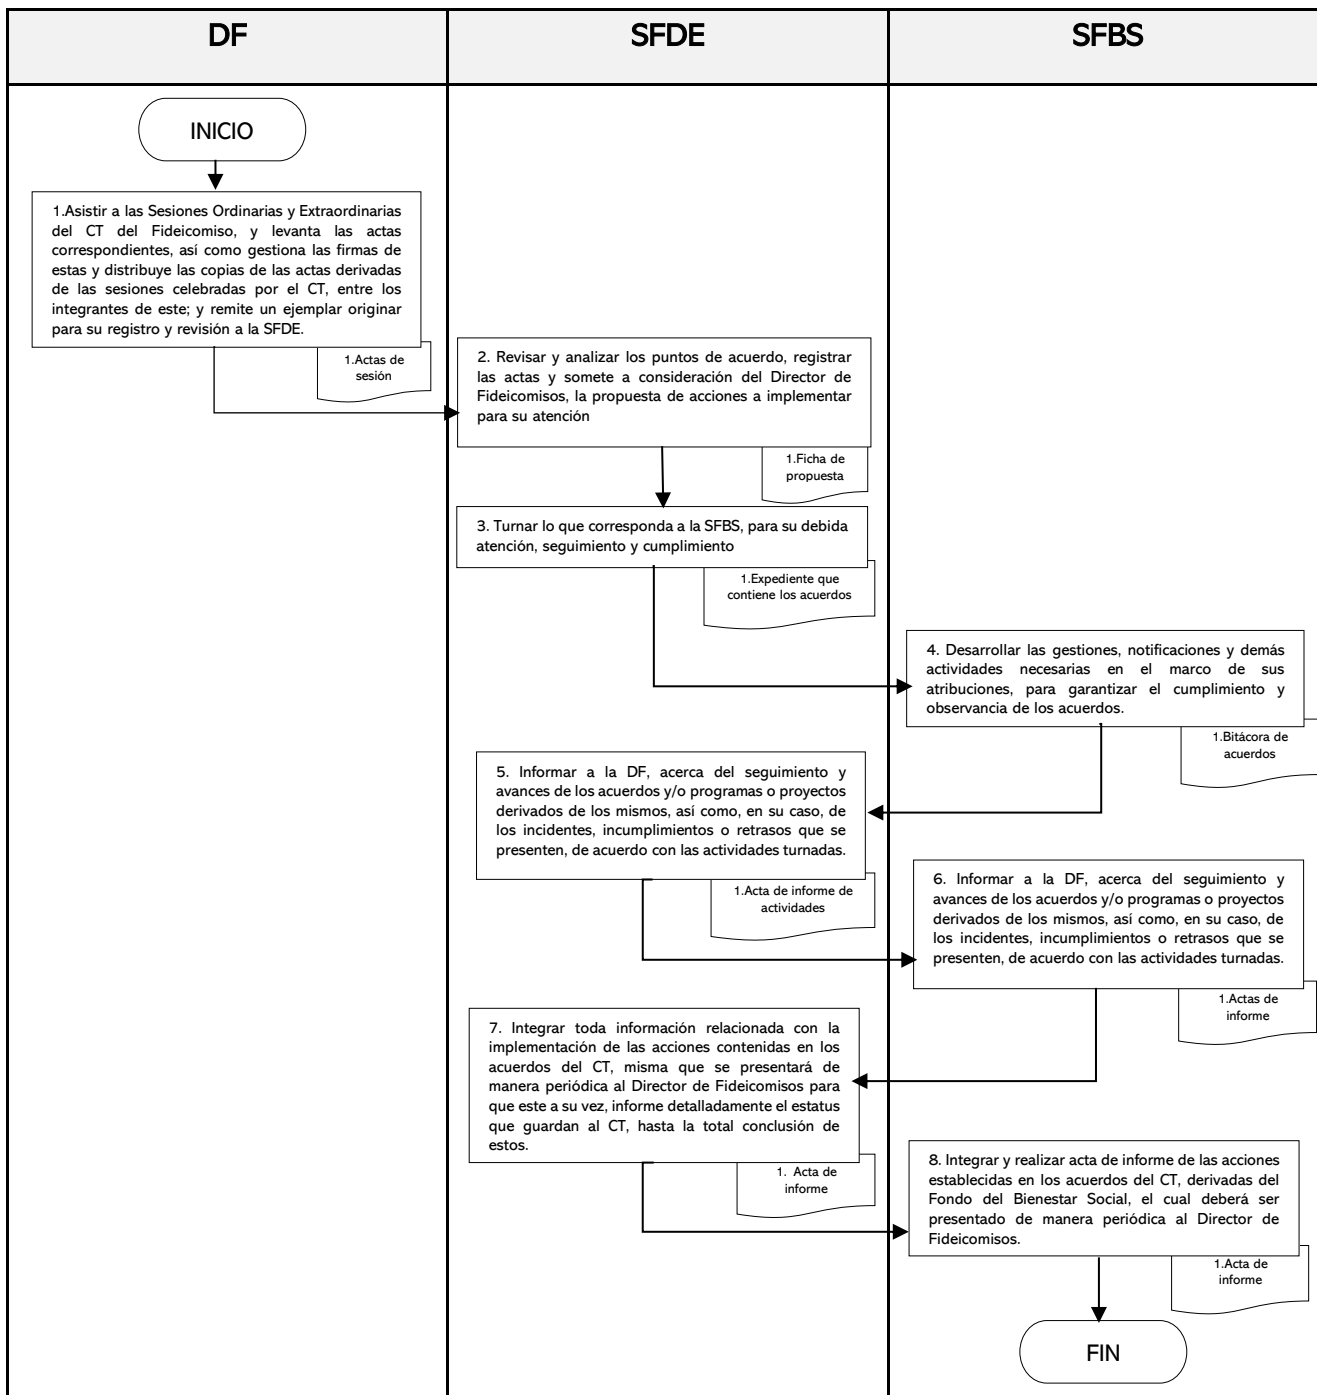 DF
SFDE
SFBS
INICIO
1.Asistir a las Sesiones Ordinarias y Extraordinarias
del CT del Fideicomiso, y levanta las actas
correspondientes, así como gestiona las firmas de
estas y distribuye las copias de las actas derivadas
de las sesiones celebradas por el CT, entre los
integrantes de este; y remite un ejemplar originar
para su registro y revisión a la SFDE.
1.Actas de
sesión
2. Revisar y analizar los puntos de acuerdo, registrar
las actas y somete a consideración del Director de
Fideicomisos, la propuesta de acciones a implementar
para su atención
1.Ficha de
propuesta
3. Turnar lo que corresponda a la SFBS, para su debida
atención, seguimiento y cumplimiento
1.Expediente que
contiene los acuerdos
4. Desarrollar las gestiones, notificaciones y demás
actividades necesarias en el marco de sus
atribuciones, para garantizar el cumplimiento y
observancia de los acuerdos.
1.Bitácora de
acuerdos
5. Informar a la DF, acerca del seguimiento y
avances de los acuerdos y/o programas o proyectos
derivados de los mismos, así como, en su caso, de
los incidentes, incumplimientos o retrasos que se
presenten, de acuerdo con las actividades turnadas.
1.Acta de informe de
actividades
6. Informar a la DF, acerca del seguimiento y
avances de los acuerdos y/o programas o proyectos
derivados de los mismos, así como, en su caso, de
los incidentes, incumplimientos o retrasos que se
presenten, de acuerdo con las actividades turnadas.
1.Actas de
informe
7. Integrar toda información relacionada con la
implementación de las acciones contenidas en los
acuerdos del CT, misma que se presentará de
manera periódica al Director de Fideicomisos para
que este a su vez, informe detalladamente el estatus
que guardan al CT, hasta la total conclusión de
estos.
1. Acta de
informe
8. Integrar y realizar acta de informe de las acciones
establecidas en los acuerdos del CT, derivadas del
Fondo del Bienestar Social, el cual deberá ser
presentado de manera periódica al Director de
Fideicomisos.
1.Acta de
informe
FIN